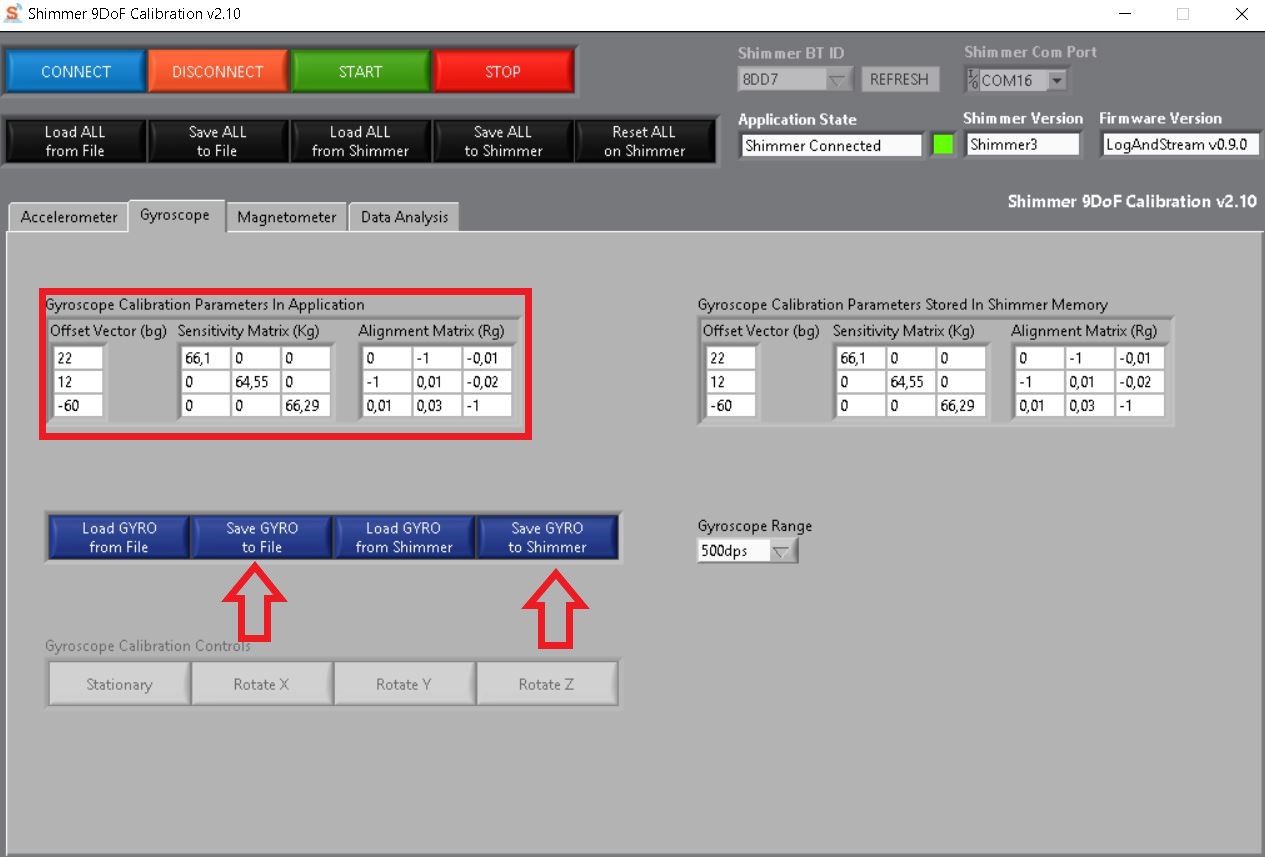 Shimmer 9DoF Calibration v2.10
CONNECT DISCONNECT START STOP
Shimmer BT ID
8DD7 REFRESH
Shimmer Com Port
COM16
Load ALL
from File
Save ALL
to File
Load ALL
from Shimmer
Save ALL
to Shimmer
Reset ALL
on Shimmer
Application State
Shimmer Connected
Shimmer Version
Shimmer3
Firmware Version
LogAndStream v0.9.0
Shimmer 9DoF Calibration v2.10
Accelerometer Gyroscope Magnetometer Data Analysis
Gyroscope Calibration Parameters In Application
Offset Vector (bg) Sensitivity Matrix (Kg) Alignment Matrix (Rg)
22 66,1 0 0 0 -1 -0,01
12 0 64,55 0 -1 0,01 -0,02
-60 0 0 66,29 0,01 0,03 -1
Gyroscope Calibration Parameters Stored In Shimmer Memory
Offset Vector (bg) Sensitivity Matrix (Kg) Alignment Matrix (Rg)
22 66,1 0 0 0 -1 -0,01
12 0 64,55 0 -1 0,01 -0,02
-60 0 0 66,29 0,01 0,03 -1
Load GYRO
from File
Save GYRO
to File
Load GYRO
from Shimmer
Save GYRO
to Shimmer
Gyroscope Range
500dps
Gyroscope Calibration Controls
Stationary Rotate X Rotate Y Rotate Z